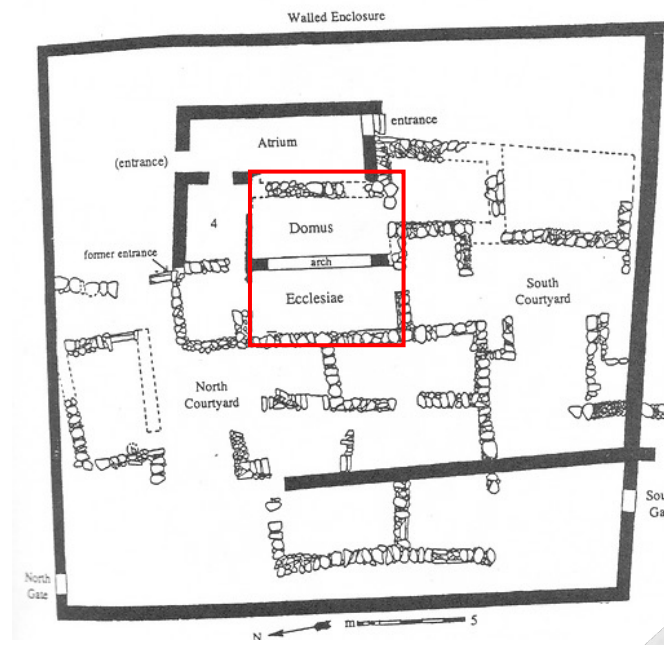 Walled Enclosure
entrance
Atrium
(entrance)
4
Domus
former entrance
arch
Ecclesiae
South
Courtyard
North
Courtyard
North
Gate
N
m
5